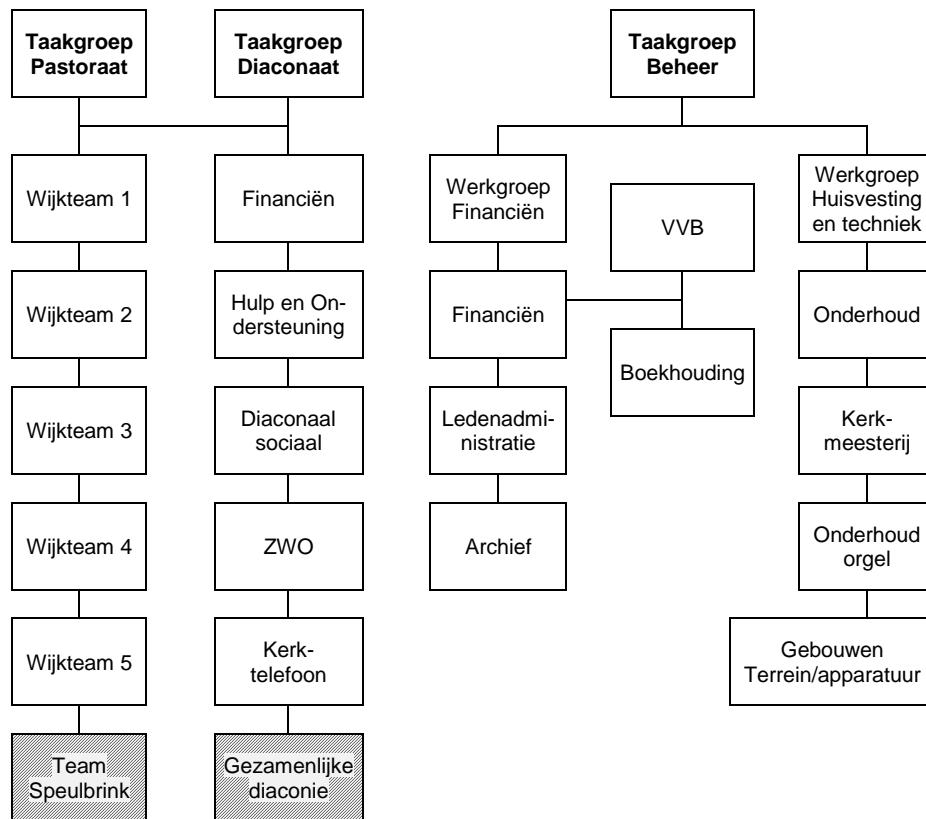 Taakgroep
Pastoraat
Taakgroep
Diaconaat
Taakgroep
Beheer
Wijkteam 1
Financiën
Werkgroep
Financiën
VVB
Werkgroep
Huisvesting
en techniek
Wijkteam 2
Hulp en On-
dersteuning
Financiën
Boekhouding
Onderhoud
Wijkteam 3
Diaconaal
sociaal
Ledenadmi-
nistratie
Kerk-
meesterij
Wijkteam 4
ZWO
Archief
Onderhoud
orgel
Wijkteam 5
Kerk-
telefoon
Gebouwen
Terrein/apparatuur
Team
Speulbrink
Gezamenlijke
diaconie